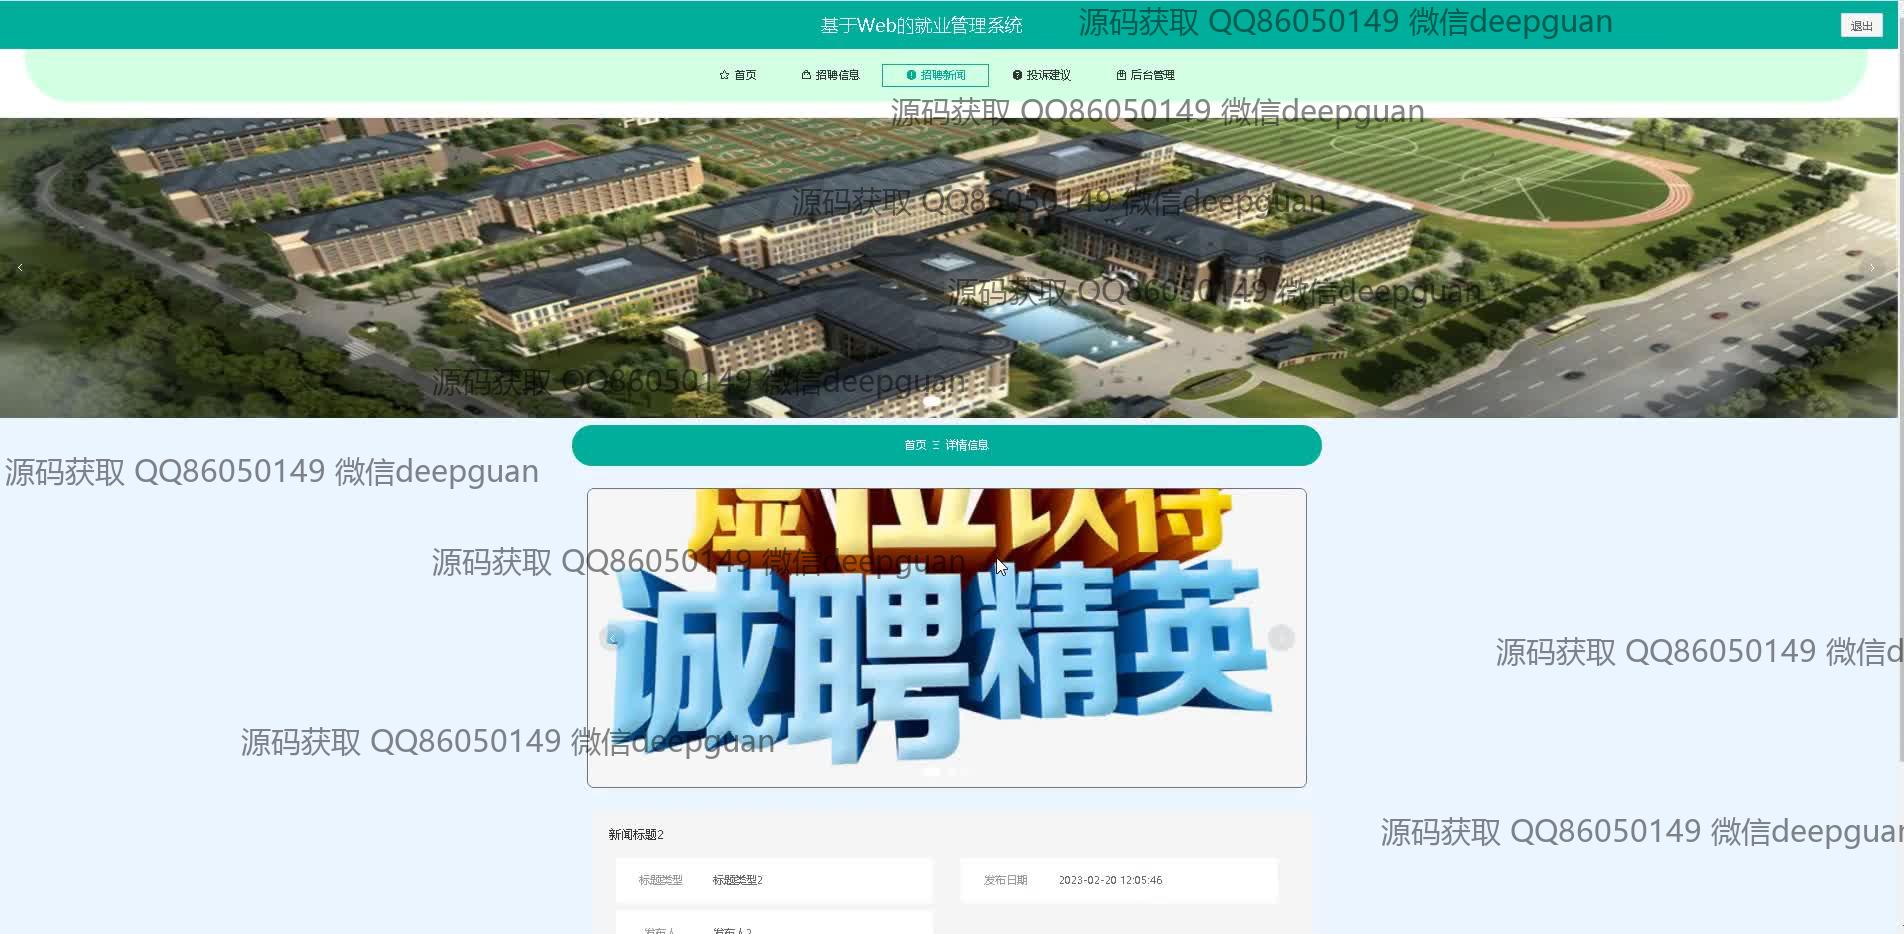 基于Web的就业管理系统
源码获取 QQ86050149 微信deepguan
退出
首页
招聘信息
招聘新闻
投诉建议
后台管理
源码获取 QQ86050149 微信deepguan
源码获取 QQ86050149 微信deepguan
源码获取 QQ86050149 微信deepguan
源码获取 QQ86050149 微信deepguan
首页 Ξ 详情信息
源码获取 QQ86050149 微信deepguan
虚位以待
源码获取 QQ86050149 微信deepguan
诚聘精英
源码获取 QQ86050149 微信d
源码获取 QQ86050149 微信deepguan
新闻标题2
源码获取 QQ86050149 微信deepguan
标题类型 标题类型2
发布日期 2023-02-20 12:05:46
发布人 发布人2